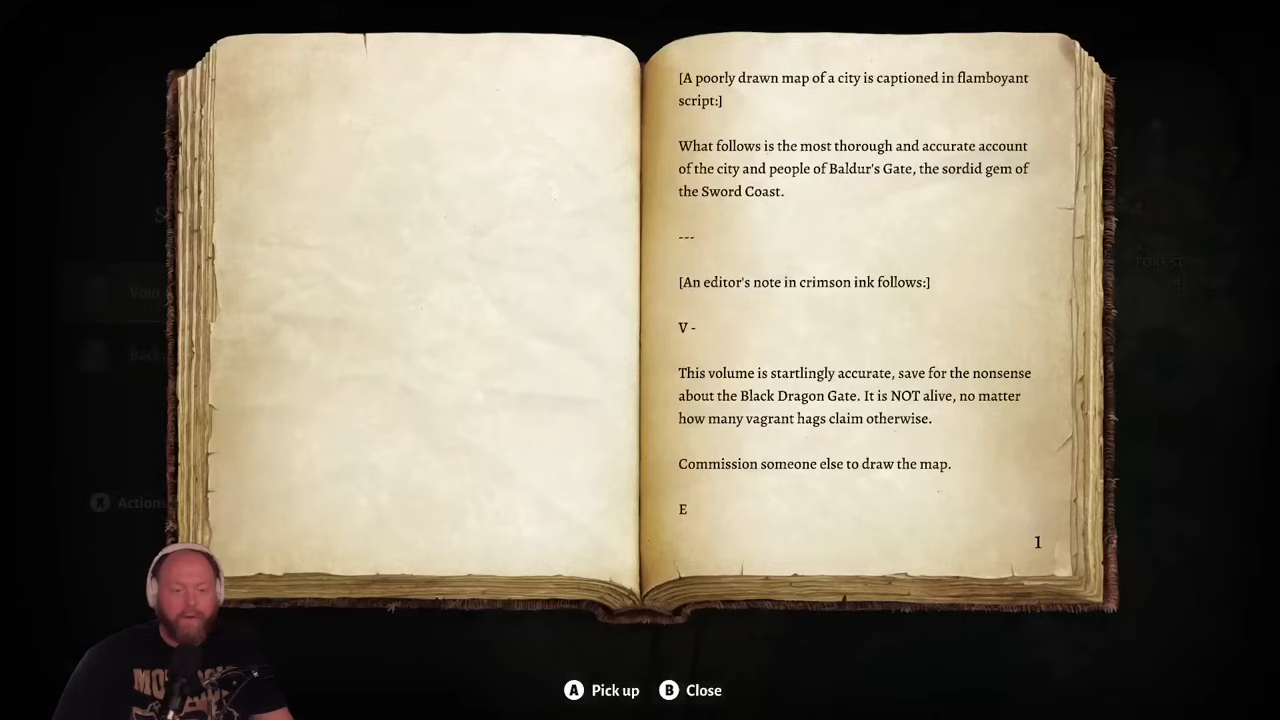 [A poorly drawn map of a city is captioned in flamboyant
script:]
What follows is the most thorough and accurate account
of the city and people of Baldur's Gate, the sordid gem of
the Sword Coast.
---
[An editor's note in crimson ink follows:]
V -
This volume is startlingly accurate, save for the nonsense
about the Black Dragon Gate. It is NOT alive, no matter
how many vagrant hags claim otherwise.
Commission someone else to draw the map.
E
1
FOREST
Volo
X Actions
A Pick up B Close